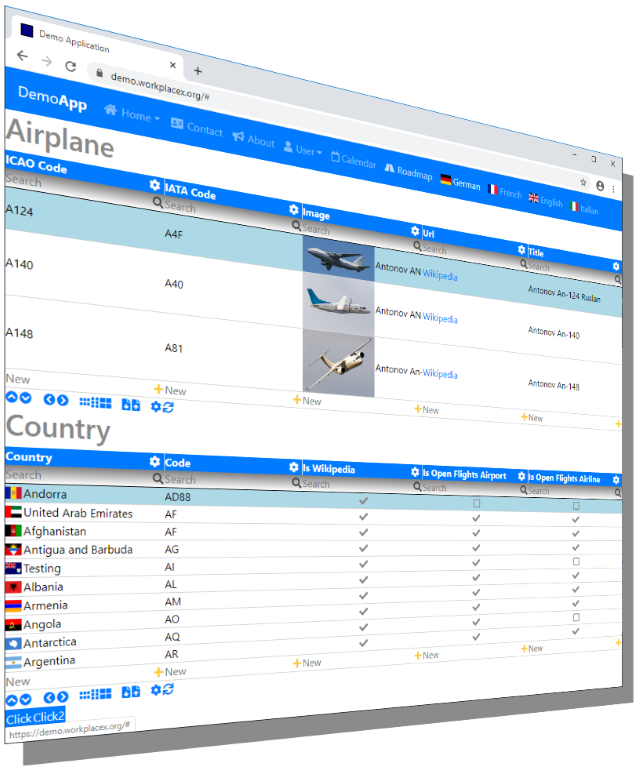 Demo Application
demo.workplacex.org/#
DemoApp Home Contact About User Calendar Roadmap German French English Italian
Airplane
ICAO Code IATA Code Image Url Title
Search Search Search Search Search
A124 A4F Antonov AN Wikipedia Antonov An-124 Ruslan
A140 A40 Antonov AN Wikipedia Antonov An-140
A148 A81 Antonov An- Wikipedia Antonov An-148
New New New New New
Country
Country Code Is Wikipedia Is Open Flights Airport Is Open Flights Airline
Search Search Search Search Search
Andorra AD88
United Arab Emirates AF
Afghanistan AF
Antigua and Barbuda AG
Testing AI
Albania AL
Armenia AM
Angola AO
Antarctica AQ
Argentina AR
New New New New New
Click Click2
https://demo.workplacex.org/#